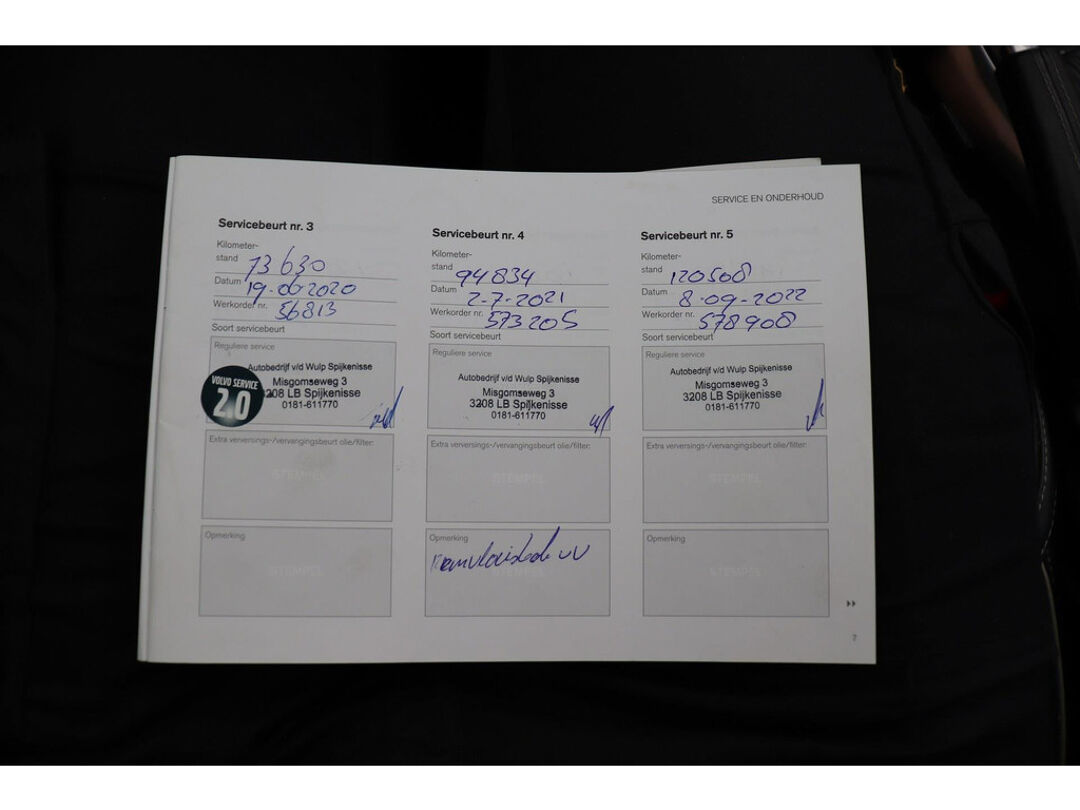 SERVICE EN ONDERHOUD
Servicebeurt nr. 3
Kilometer-
stand 73630
Datum 19-06-2020
Werkorder nr. 56813
Soort servicebeurt
Reguliere service
Autobedrijf v/d Wulp Spijkenisse
Misgomseweg 3
3208 LB Spijkenisse
0181-611770
VOLVO SERVICE
2.0
Extra verversings-/vervangingsbeurt olie/filter:
STEMPEL
Opmerking
STEMPEL
Servicebeurt nr. 4
Kilometer-
stand 94834
Datum 2-7-2021
Werkorder nr. 573205
Soort servicebeurt
Reguliere service
Autobedrijf v/d Wulp Spijkenisse
Misgomseweg 3
3208 LB Spijkenisse
0181-611770
Extra verversings-/vervangingsbeurt olie/filter:
STEMPEL
Opmerking
Remvloeistof vv
STEMPEL
Servicebeurt nr. 5
Kilometer-
stand 120508
Datum 8-09-2022
Werkorder nr. 578908
Soort servicebeurt
Reguliere service
Autobedrijf v/d Wulp Spijkenisse
Misgomseweg 3
3208 LB Spijkenisse
0181-611770
Extra verversings-/vervangingsbeurt olie/filter:
STEMPEL
Opmerking
STEMPEL
7